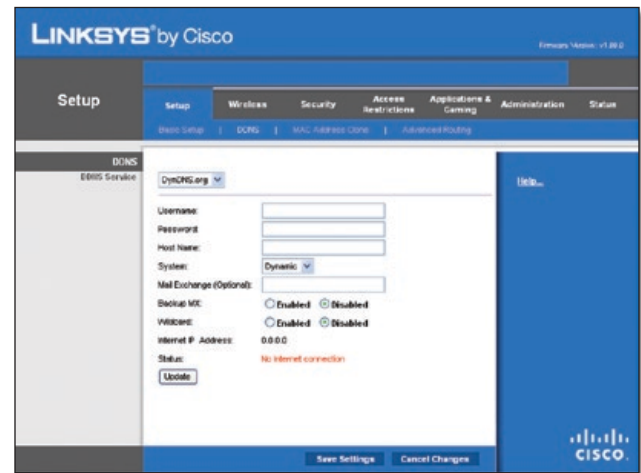 LINKSYS® by Cisco
Firmware Version: v1.00.0
Setup
Setup Wireless Security Access Restrictions Applications & Gaming Administration Status
Basic Setup | DDNS | MAC Address Clone | Advanced Routing
DDNS
DDNS Service
DynDNS.org
Help...
Username:
Password:
Host Name:
System: Dynamic
Mail Exchange (Optional):
Backup MX: Enabled Disabled
Wildcard: Enabled Disabled
Internet IP Address: 0.0.0.0
Status: No Internet connection
Update
Save Settings Cancel Changes
CISCO